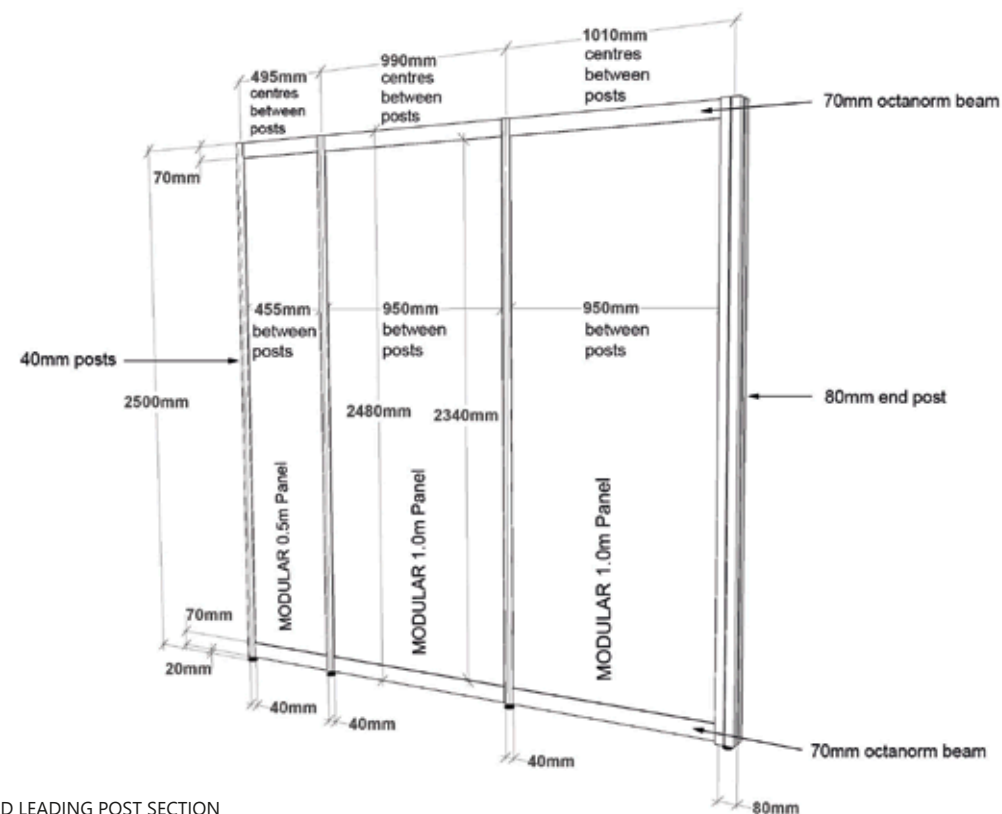 1010mm
centres
between
posts
990mm
centres
between
posts
495mm
centres
between
posts
70mm octanorm beam
70mm
455mm
between
posts
950mm
between
posts
950mm
between
posts
40mm posts
2500mm
2480mm
2340mm
80mm end post
MODULAR 0.5m Panel
MODULAR 1.0m Panel
MODULAR 1.0m Panel
70mm
20mm
40mm
40mm
40mm
70mm octanorm beam
80mm
D LEADING POST SECTION